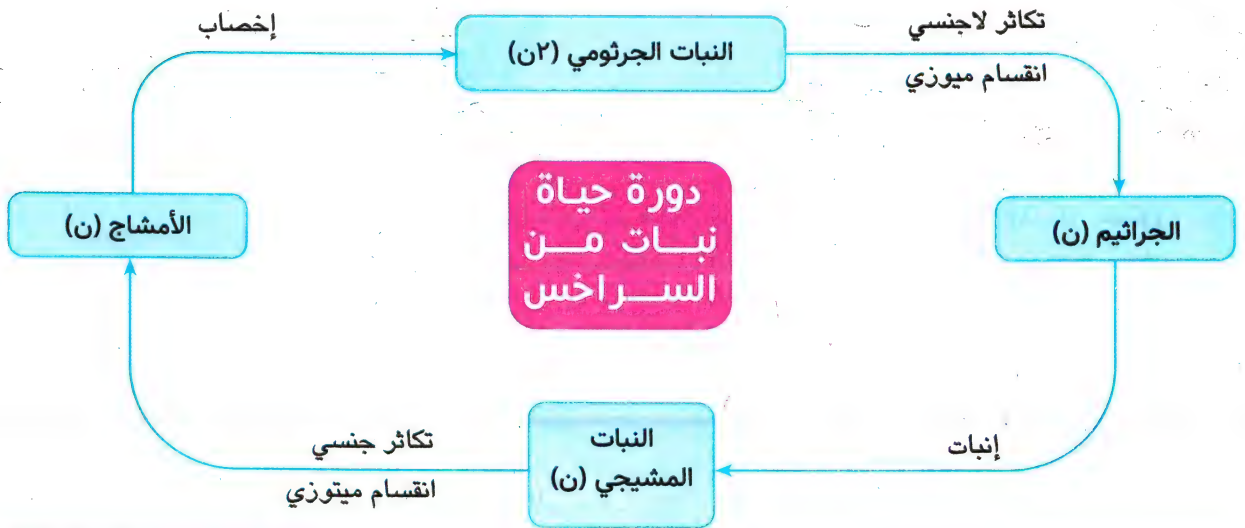 إخصاب
النبات الجرثومي (٢ن)
تكاثر لاجنسي
انقسام ميوزي
الجراثيم (ن)
إنبات
النبات
المشيجي (ن)
تكاثر جنسي
انقسام ميتوزي
الأمشاج (ن)
دورة حياة
نبات من
السراخس